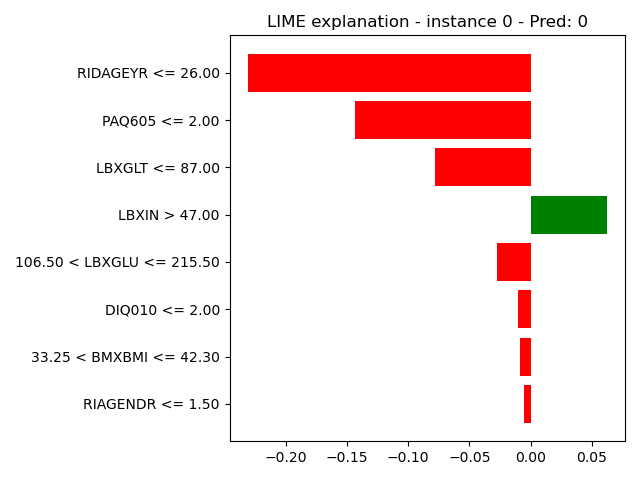 LIME explanation - instance 0 - Pred: 0
RIDAGEYR <= 26.00
PAQ605 <= 2.00
LBXGLT <= 87.00
LBXIN > 47.00
106.50 < LBXGLU <= 215.50
DIQ010 <= 2.00
33.25 < BMXBMI <= 42.30
RIAGENDR <= 1.50
−0.20 −0.15 −0.10 −0.05 0.00 0.05